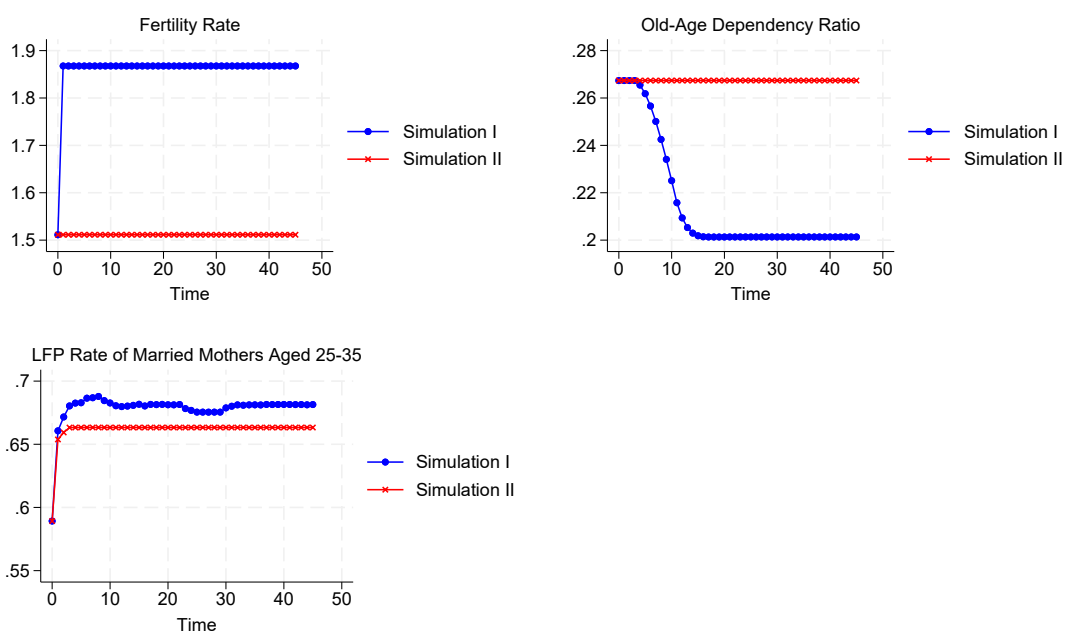 Fertility Rate
1.9
1.8
1.7
1.6
1.5
0 10 20 30 40 50
Time
Simulation I
Simulation II
Old-Age Dependency Ratio
.28
.26
.24
.22
.2
0 10 20 30 40 50
Time
Simulation I
Simulation II
LFP Rate of Married Mothers Aged 25-35
.7
.65
.6
.55
0 10 20 30 40 50
Time
Simulation I
Simulation II